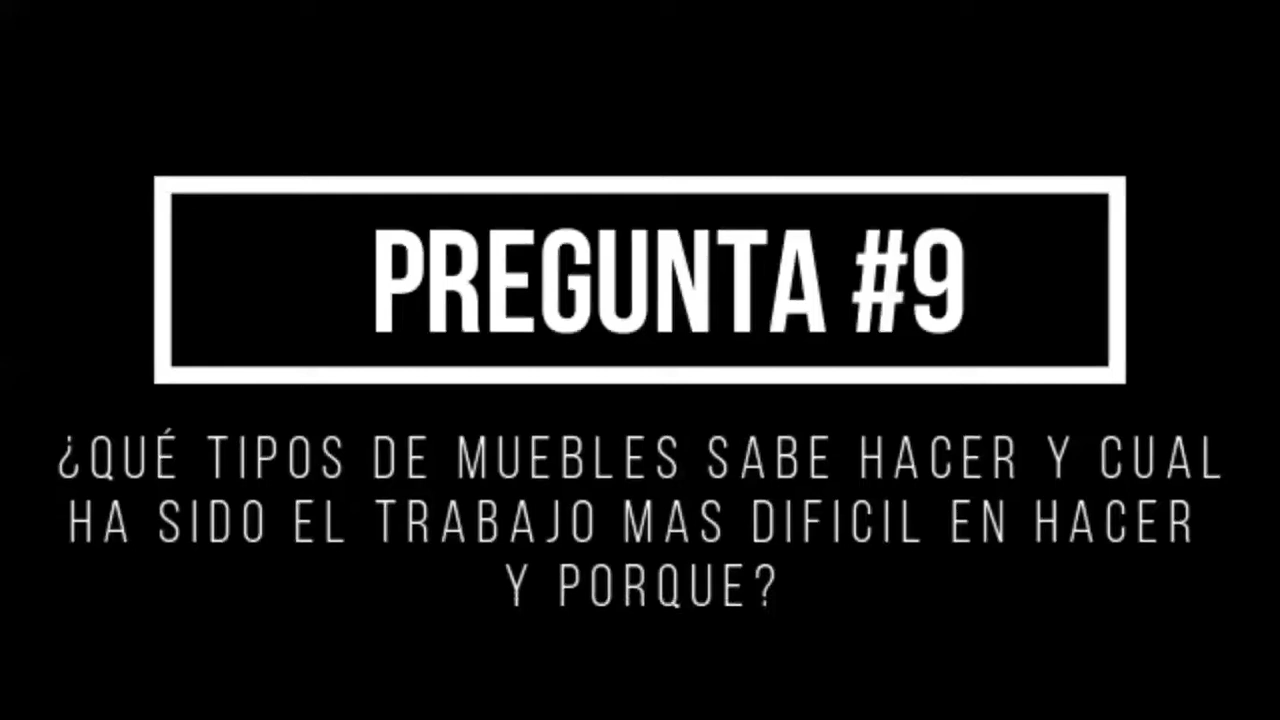 PREGUNTA #9
¿QUÉ TIPOS DE MUEBLES SABE HACER Y CUAL
HA SIDO EL TRABAJO MAS DIFICIL EN HACER
Y PORQUE?